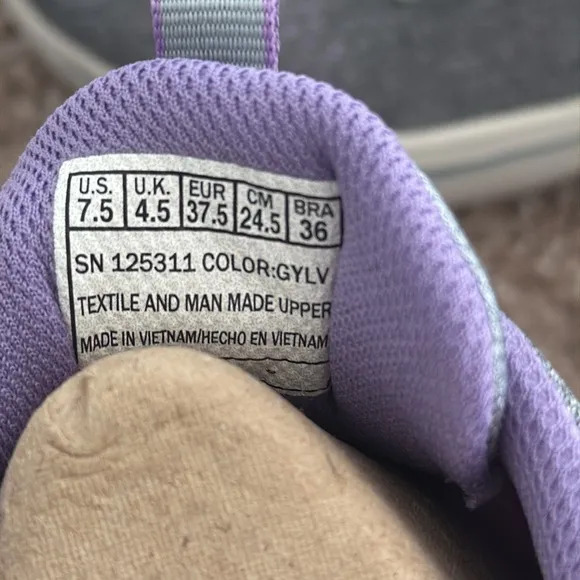 U.S. U.K. EUR CM BRA
7.5 4.5 37.5 24.5 36
SN 125311 COLOR:GYLV
TEXTILE AND MAN MADE UPPER
MADE IN VIETNAM/HECHO EN VIETNAM